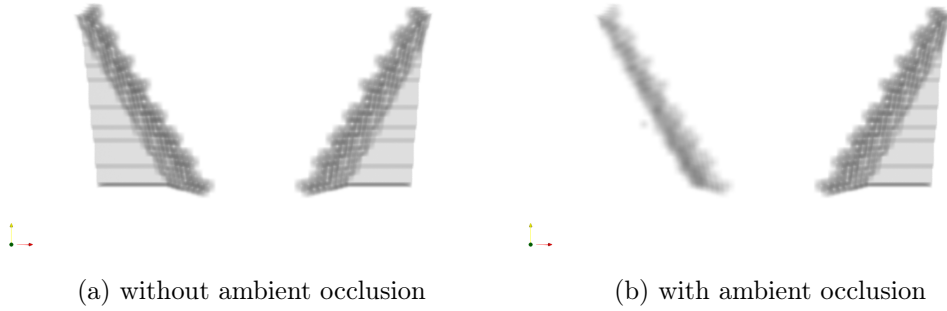 (a) without ambient occlusion
(b) with ambient occlusion